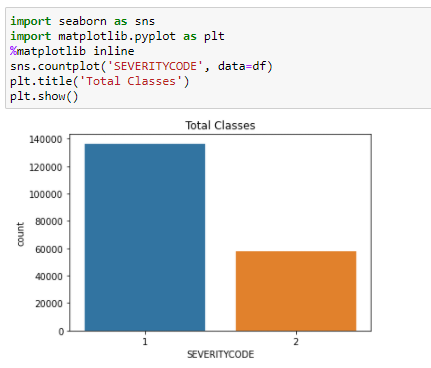 import seaborn as sns
import matplotlib.pyplot as plt
%matplotlib inline
sns.countplot('SEVERITYCODE', data=df)
plt.title('Total Classes')
plt.show()
Total Classes
140000
120000
100000
80000
60000
40000
20000
0
count
1 2
SEVERITYCODE